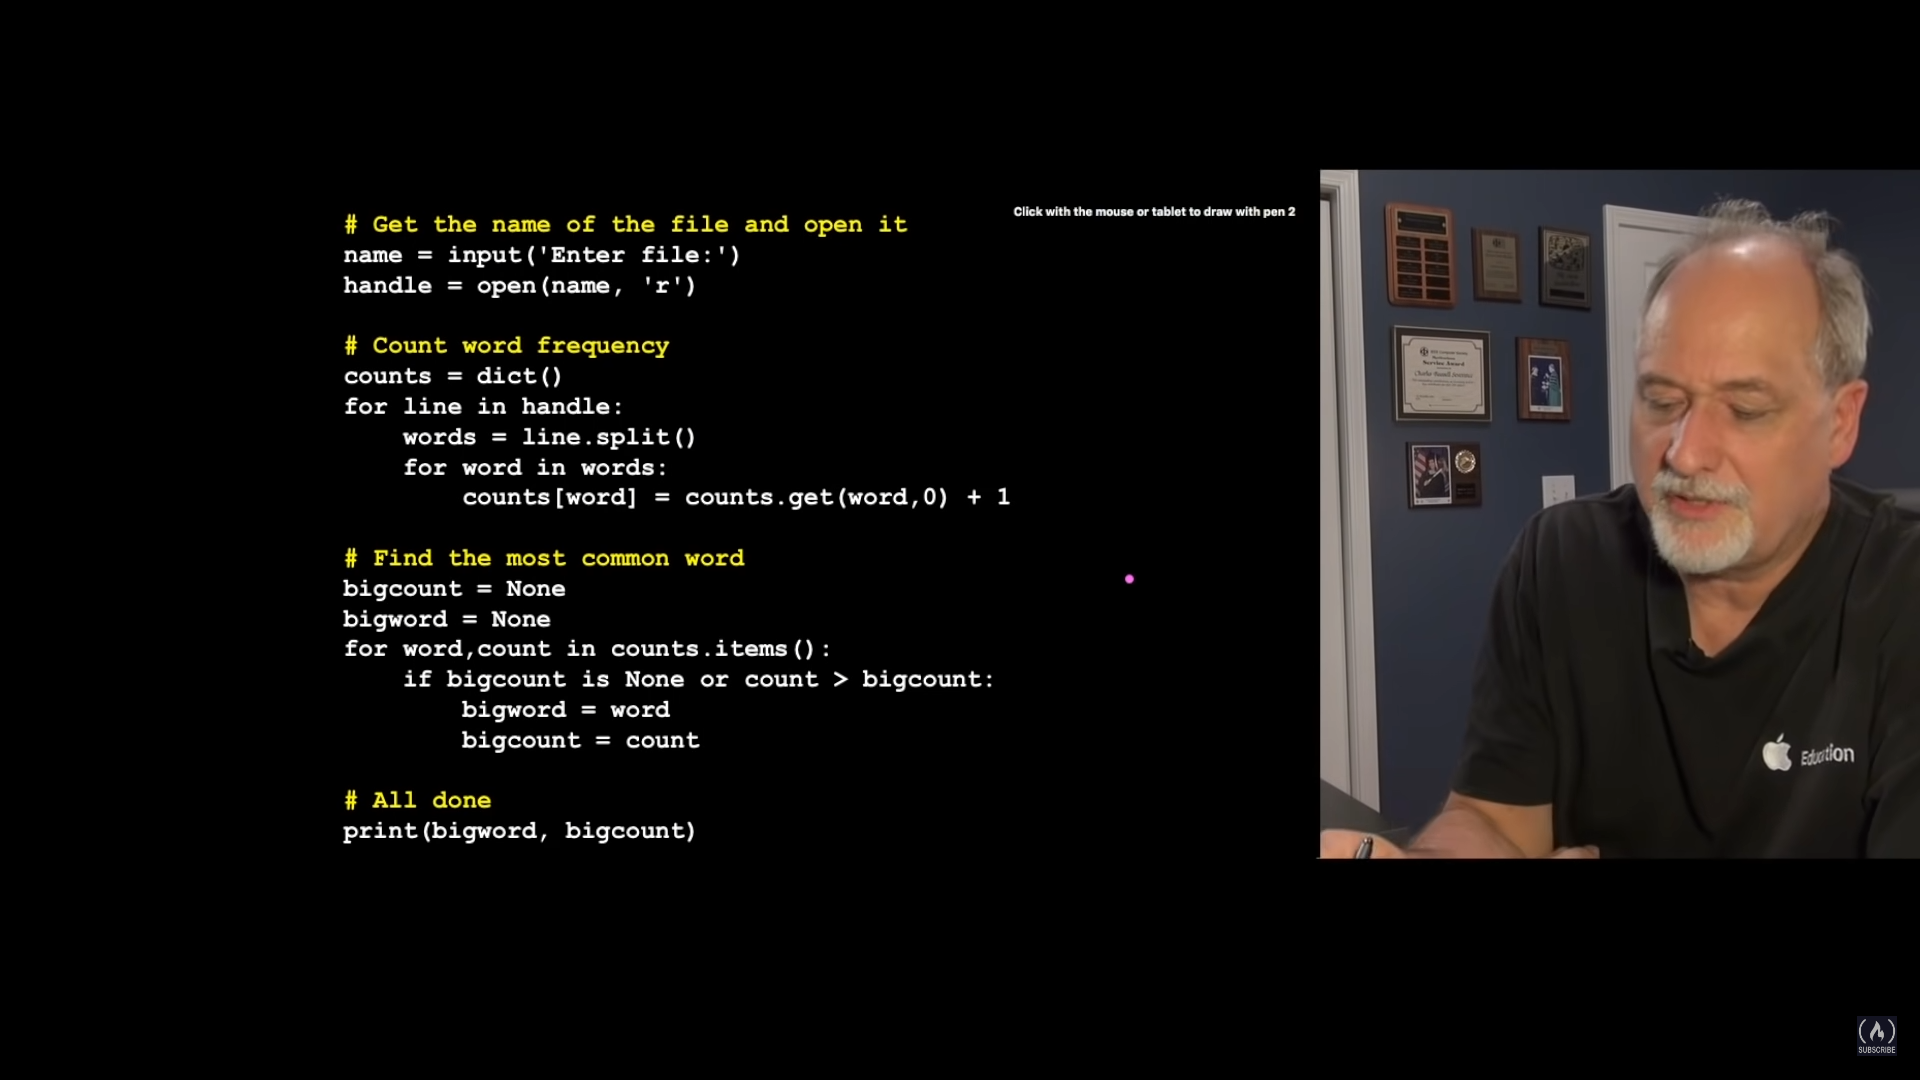 # Get the name of the file and open it
name = input('Enter file:')
handle = open(name, 'r')
# Count word frequency
counts = dict()
for line in handle:
    words = line.split()
    for word in words:
        counts[word] = counts.get(word,0) + 1
# Find the most common word
bigcount = None
bigword = None
for word,count in counts.items():
    if bigcount is None or count > bigcount:
        bigword = word
        bigcount = count
# All done
print(bigword, bigcount)
Click with the mouse or tablet to draw with pen 2
Service Award
Education
SUBSCRIBE